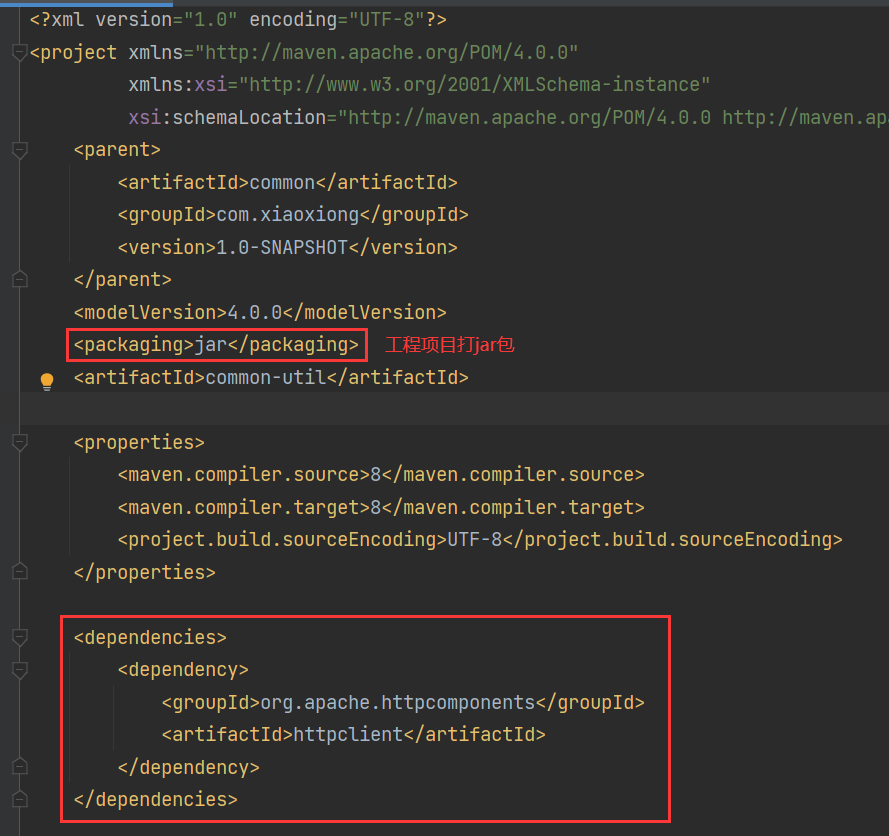 <?xml version="1.0" encoding="UTF-8"?>
<project xmlns="http://maven.apache.org/POM/4.0.0"
         xmlns:xsi="http://www.w3.org/2001/XMLSchema-instance"
         xsi:schemaLocation="http://maven.apache.org/POM/4.0.0 http://maven.ap
    <parent>
        <artifactId>common</artifactId>
        <groupId>com.xiaoxiong</groupId>
        <version>1.0-SNAPSHOT</version>
    </parent>
    <modelVersion>4.0.0</modelVersion>
    <packaging>jar</packaging> 工程项目打jar包
    <artifactId>common-util</artifactId>
    <properties>
        <maven.compiler.source>8</maven.compiler.source>
        <maven.compiler.target>8</maven.compiler.target>
        <project.build.sourceEncoding>UTF-8</project.build.sourceEncoding>
    </properties>
    <dependencies>
        <dependency>
            <groupId>org.apache.httpcomponents</groupId>
            <artifactId>httpclient</artifactId>
        </dependency>
    </dependencies>